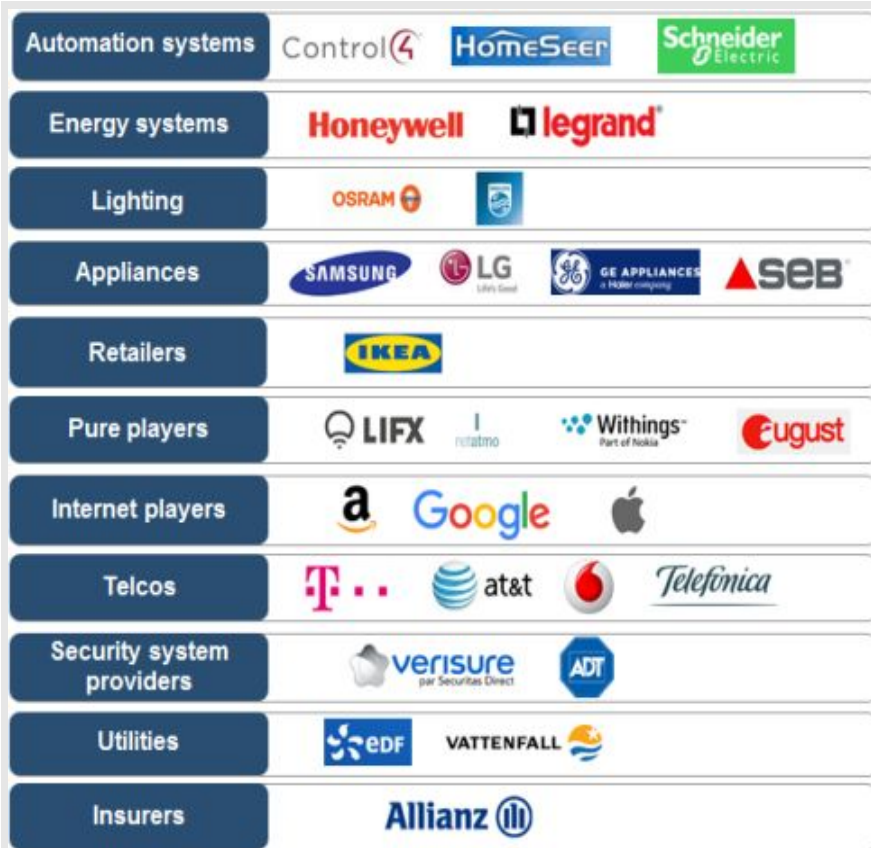 Automation systems
Control4
HomeSeer
Schneider
Electric
Energy systems
Honeywell
legrand®
Lighting
OSRAM
Appliances
SAMSUNG
LG
Life's Good
GE APPLIANCES
a Haier company
SEB
Retailers
IKEA
Pure players
LIFX
netatmo
Withings
Part of Nokia
august
Internet players
a
Google
Telcos
T
at&t
Telefónica
Security system
providers
verisure
par Securitas Direct
ADT
Utilities
eDF
VATTENFALL
Insurers
Allianz